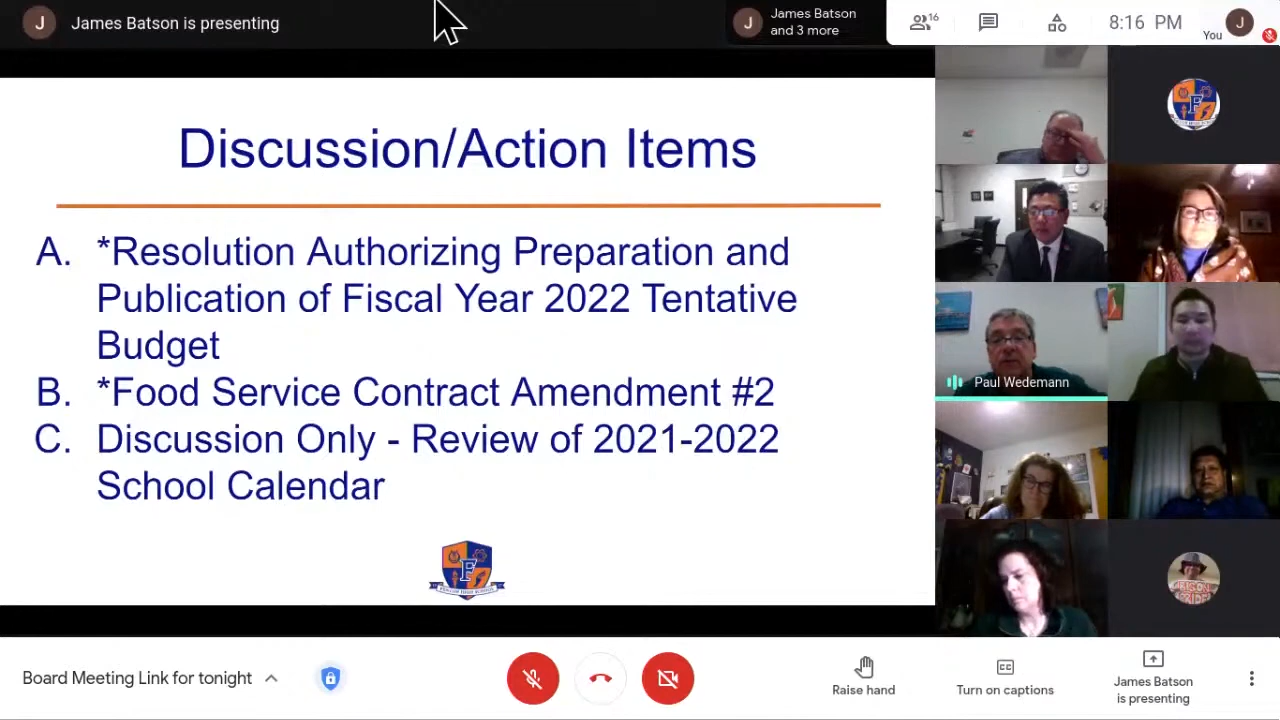 J James Batson is presenting
J James Batson
and 3 more
16
8:16 PM
You J
Discussion/Action Items
A. *Resolution Authorizing Preparation and
Publication of Fiscal Year 2022 Tentative
Budget
B. *Food Service Contract Amendment #2
C. Discussion Only - Review of 2021-2022
School Calendar
F
Paul Wedemann
Board Meeting Link for tonight
Raise hand
CC
Turn on captions
James Batson
is presenting